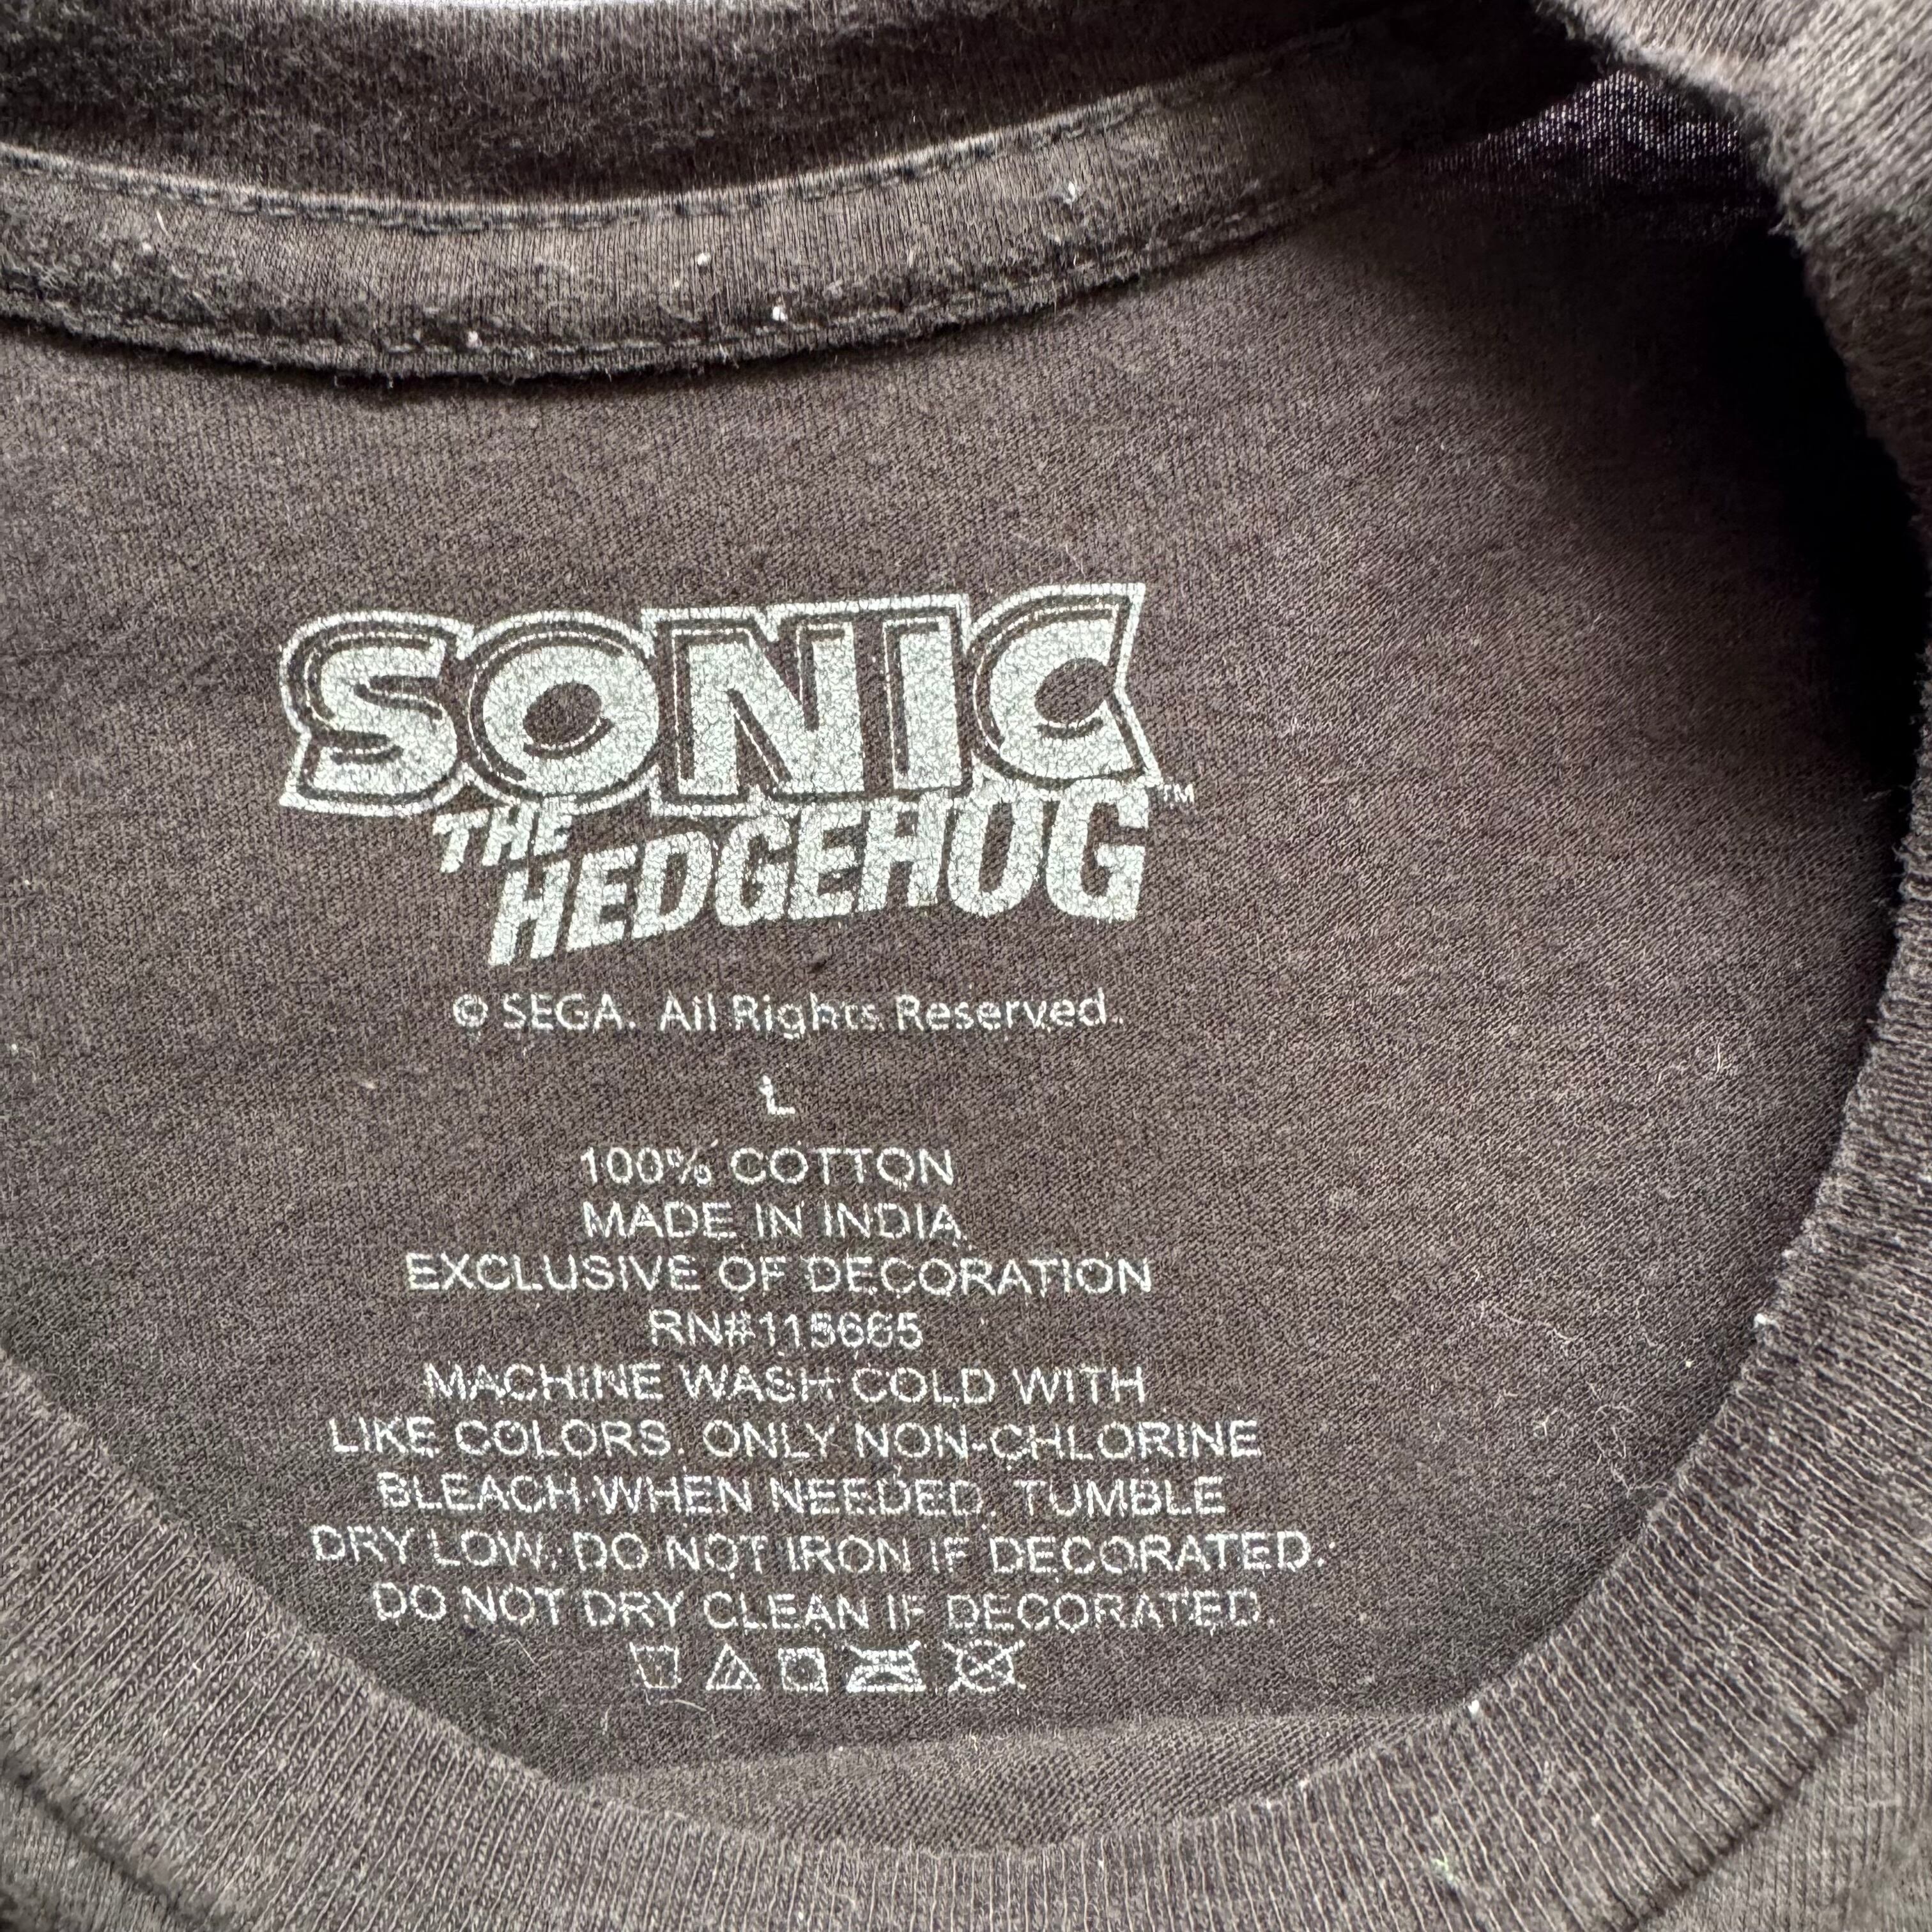 SONIC
THE
HEDGEHOG™
© SEGA. All Rights Reserved.
L
100% COTTON
MADE IN INDIA
EXCLUSIVE OF DECORATION
RN#115665
MACHINE WASH COLD WITH
LIKE COLORS. ONLY NON-CHLORINE
BLEACH WHEN NEEDED. TUMBLE
DRY LOW. DO NOT IRON IF DECORATED.
DO NOT DRY CLEAN IF DECORATED.